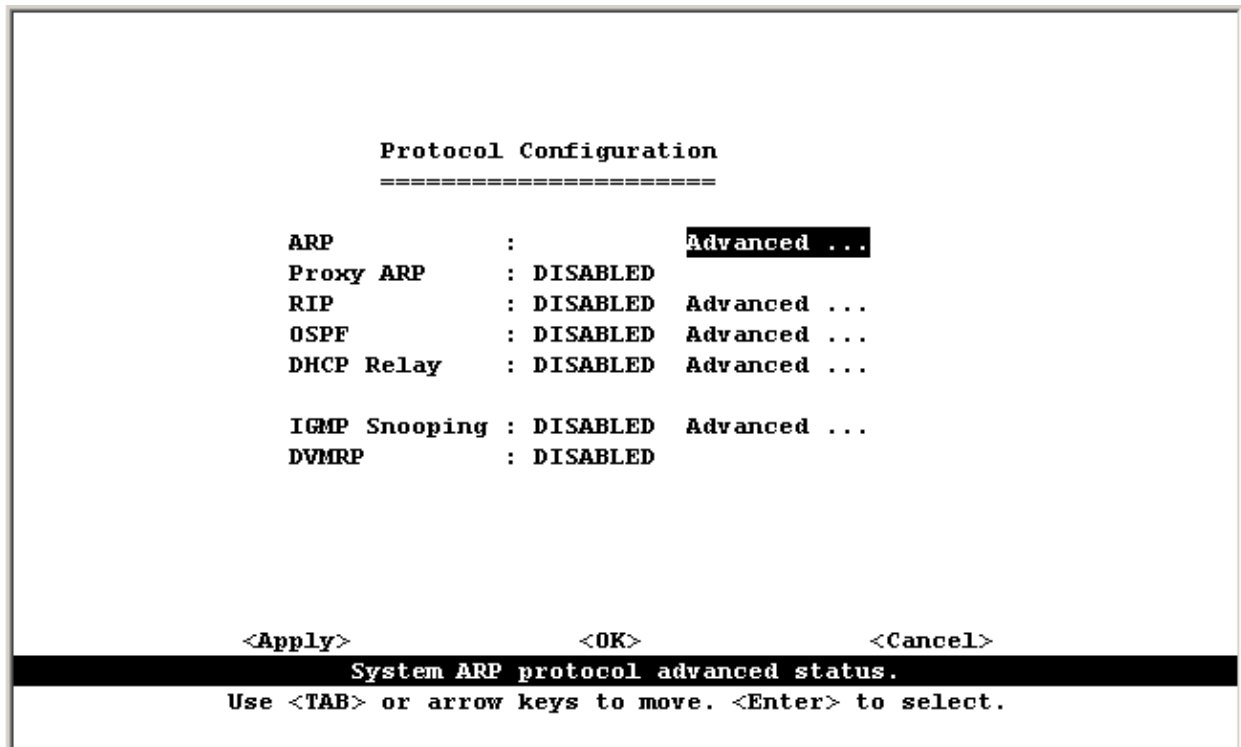 Protocol Configuration
======================
ARP : Advanced ...
Proxy ARP : DISABLED
RIP : DISABLED Advanced ...
OSPF : DISABLED Advanced ...
DHCP Relay : DISABLED Advanced ...
IGMP Snooping : DISABLED Advanced ...
DVMRP : DISABLED
<Apply> <OK> <Cancel>
System ARP protocol advanced status.
Use <TAB> or arrow keys to move. <Enter> to select.